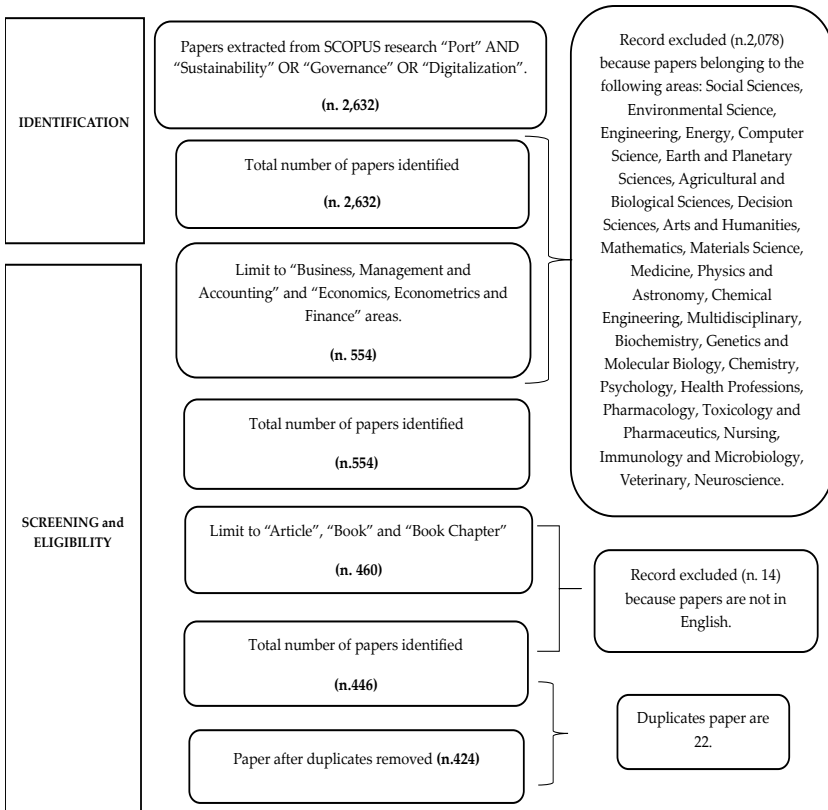 IDENTIFICATION
Papers extracted from SCOPUS research “Port” AND
“Sustainability” OR “Governance” OR “Digitalization”.
(n. 2,632)
Total number of papers identified
(n. 2,632)
Record excluded (n.2,078)
because papers belonging to the
following areas: Social Sciences,
Environmental Science,
Engineering, Energy, Computer
Science, Earth and Planetary
Sciences, Agricultural and
Biological Sciences, Decision
Sciences, Arts and Humanities,
Mathematics, Materials Science,
Medicine, Physics and
Astronomy, Chemical
Engineering, Multidisciplinary,
Biochemistry, Genetics and
Molecular Biology, Chemistry,
Psychology, Health Professions,
Pharmacology, Toxicology and
Pharmaceutics, Nursing,
Immunology and Microbiology,
Veterinary, Neuroscience.
SCREENING and
ELIGIBILITY
Limit to “Business, Management and
Accounting” and “Economics, Econometrics and
Finance” areas.
(n. 554)
Total number of papers identified
(n.554)
Limit to “Article”, “Book” and “Book Chapter”
(n. 460)
Record excluded (n. 14)
because papers are not in
English.
Total number of papers identified
(n.446)
Duplicates paper are
22.
Paper after duplicates removed (n.424)